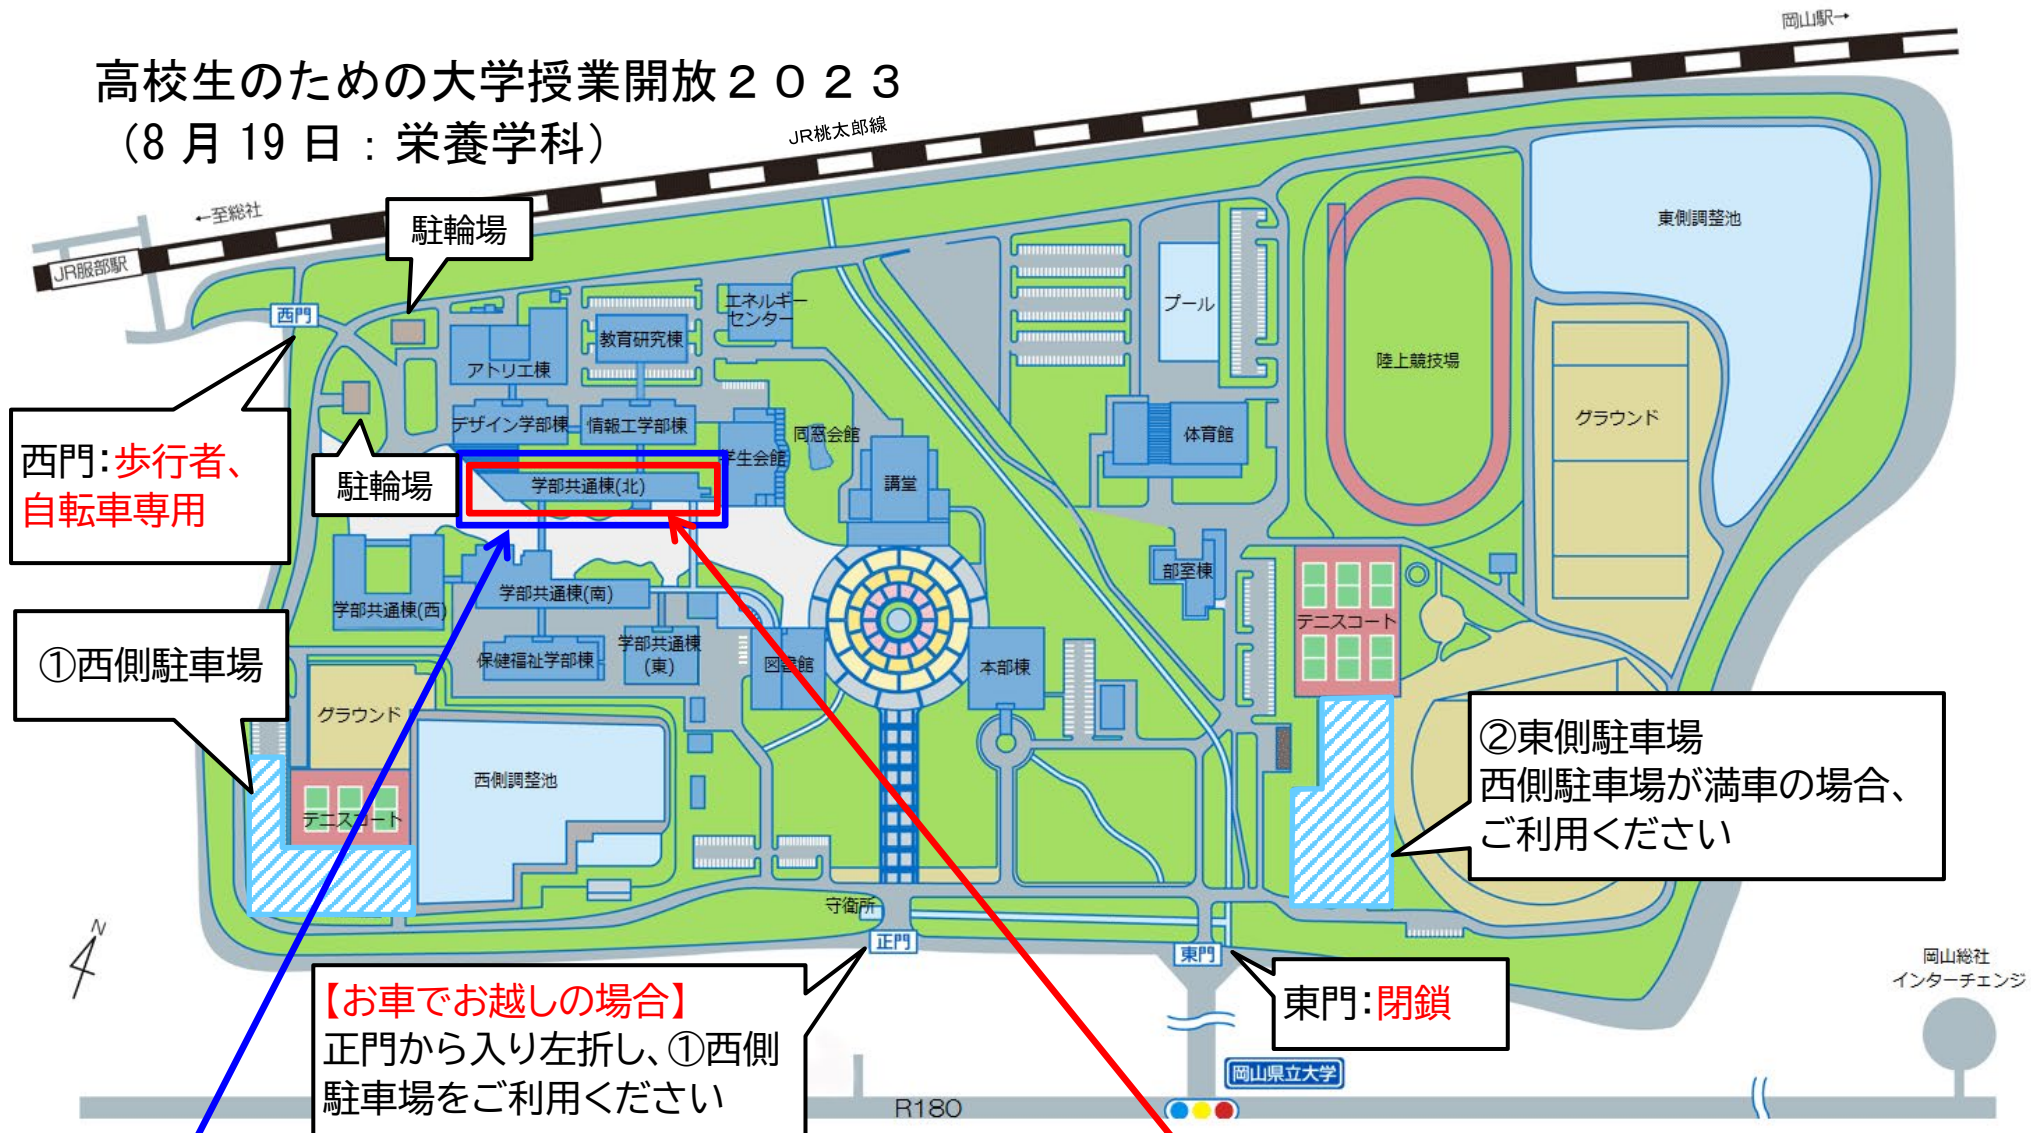 高校生のための大学授業開放２０２３
（8月19日：栄養学科）
岡山駅→
JR桃太郎線
←至総社
JR服部駅
駐輪場
西門
エネルギー
センター
教育研究棟
アトリエ棟
デザイン学部棟
情報工学部棟
同窓会館
学生会館
講堂
プール
体育館
陸上競技場
東側調整池
グラウンド
西門：歩行者、
自転車専用
駐輪場
学部共通棟(北)
部室棟
学部共通棟(西)
学部共通棟(南)
テニスコート
①西側駐車場
保健福祉学部棟
学部共通棟
(東)
図書館
本部棟
グラウンド
西側調整池
テニスコート
②東側駐車場
西側駐車場が満車の場合、
ご利用ください
守衛所
正門
東門
N
【お車でお越しの場合】
正門から入り左折し、①西側
駐車場をご利用ください
東門：閉鎖
岡山総社
インターチェンジ
岡山県立大学
R180